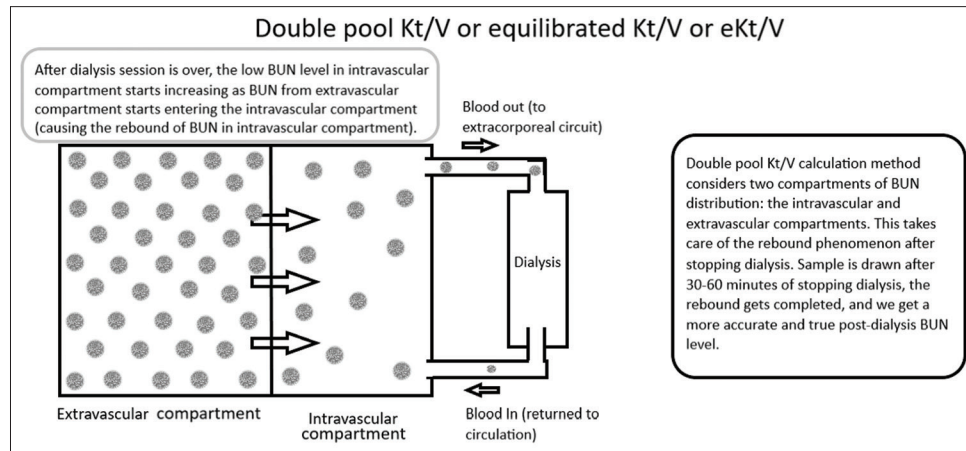 Double pool Kt/V or equilibrated Kt/V or eKt/V
After dialysis session is over, the low BUN level in intravascular
compartment starts increasing as BUN from extravascular
compartment starts entering the intravascular compartment
(causing the rebound of BUN in intravascular compartment).
Blood out (to
extracorporeal circuit)
Dialysis
Blood In (returned to
circulation)
Extravascular compartment
Intravascular
compartment
Double pool Kt/V calculation method
considers two compartments of BUN
distribution: the intravascular and
extravascular compartments. This takes
care of the rebound phenomenon after
stopping dialysis. Sample is drawn after
30-60 minutes of stopping dialysis, the
rebound gets completed, and we get a
more accurate and true post-dialysis BUN
level.